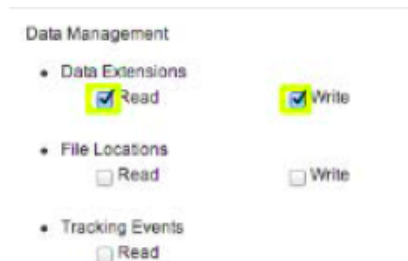 Data Management
Data Extensions
Read Write
File Locations
Read Write
Tracking Events
Read